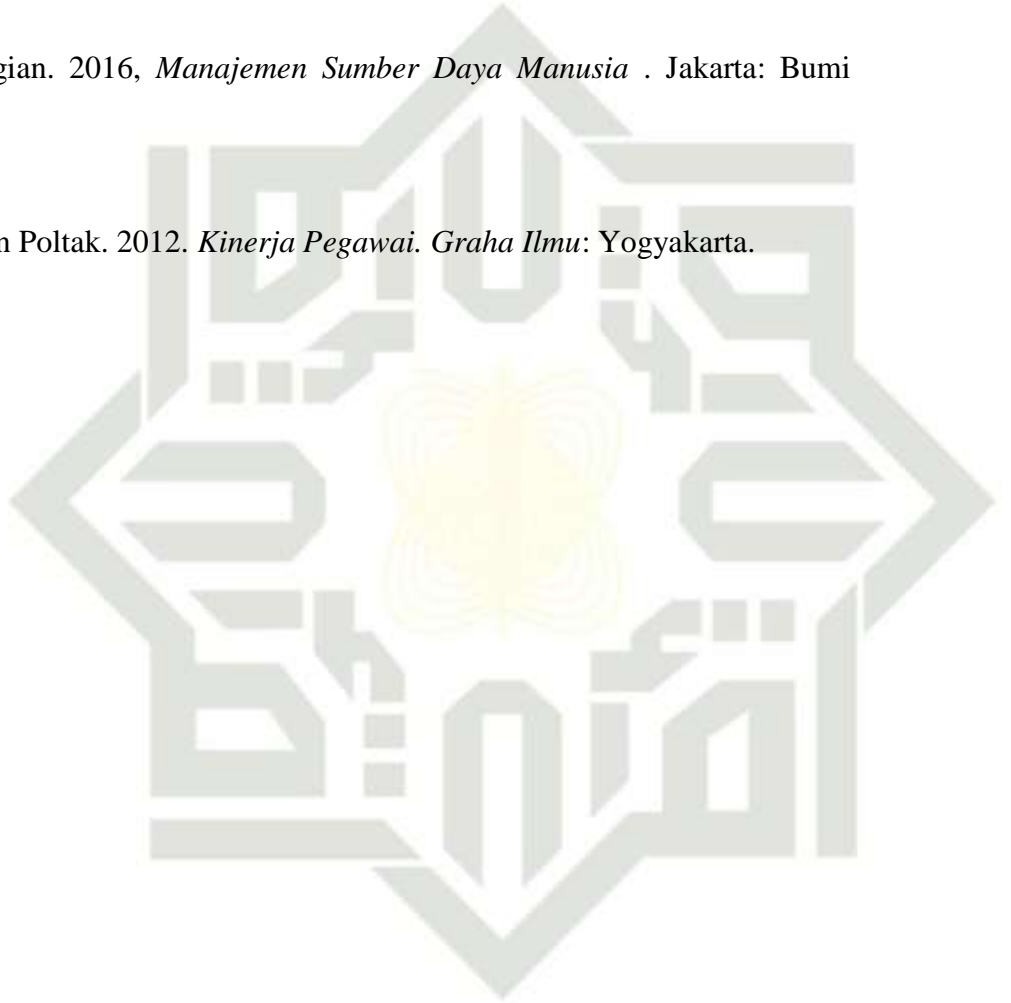 gian. 2016, Manajemen Sumber Daya Manusia . Jakarta: Bumi
n Poltak. 2012. Kinerja Pegawai. Graha Ilmu: Yogyakarta.